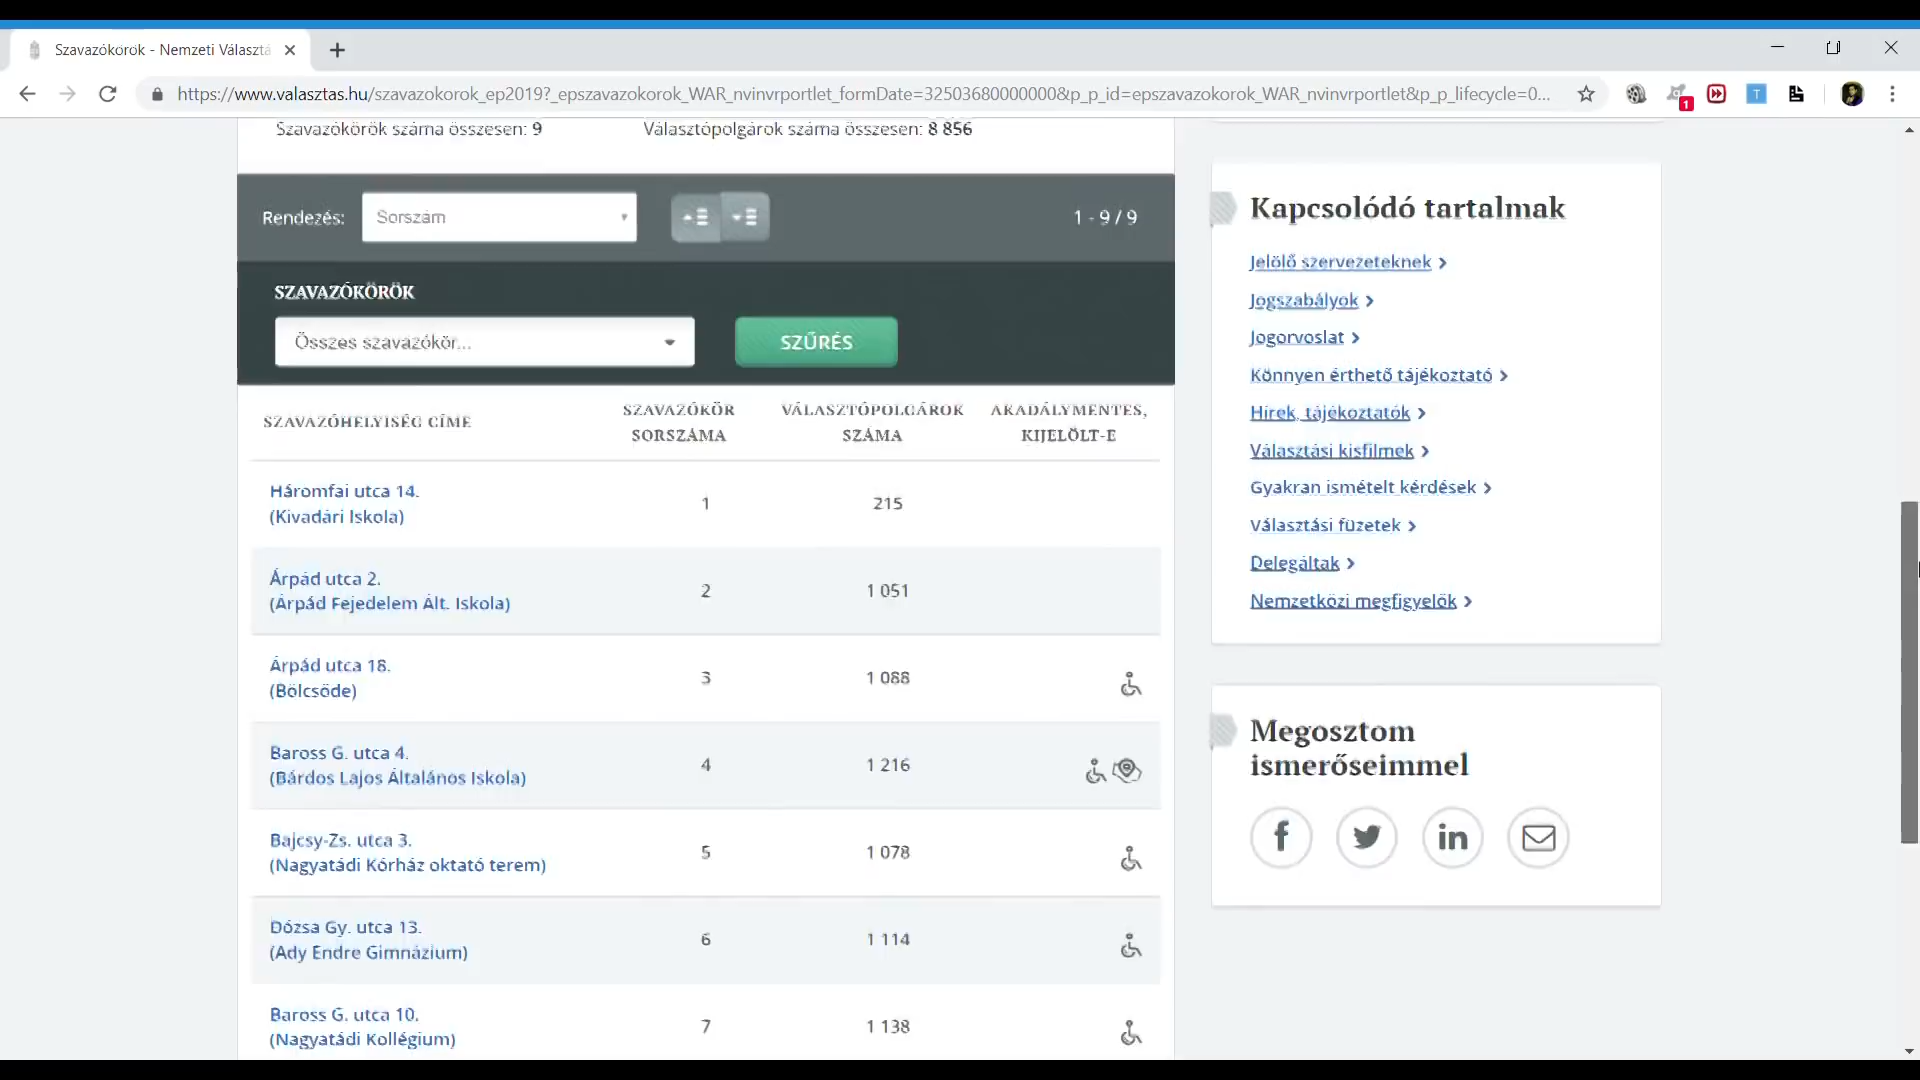 Szavazókörök - Nemzeti Választá
https://www.valasztas.hu/szavazokorok_ep2019?_epszavazokorok_WAR_nvinvrportlet_formDate=32503680000000&p_p_id=epszavazokorok_WAR_nvinvrportlet&p_p_lifecycle=0...
1
T
Szavazókörök száma összesen: 9
Választópolgárok száma összesen: 8 856
Rendezés:
Sorszám
1 - 9 / 9
SZAVAZÓKÖRÖK
Összes szavazókör...
SZŰRÉS
SZAVAZÓHELYISÉG CÍME
SZAVAZÓKÖR
SORSZÁMA
VÁLASZTÓPOLGÁROK
SZÁMA
AKADÁLYMENTES,
KIJELÖLT-E
Háromfai utca 14.
(Kivadári Iskola)
1
215
Árpád utca 2.
(Árpád Fejedelem Ált. Iskola)
2
1 051
Árpád utca 18.
(Bölcsöde)
3
1 088
Baross G. utca 4.
(Bárdos Lajos Általános Iskola)
4
1 216
Bajcsy-Zs. utca 3.
(Nagyatádi Kórház oktató terem)
5
1 078
Dózsa Gy. utca 13.
(Ady Endre Gimnázium)
6
1 114
Baross G. utca 10.
(Nagyatádi Kollégium)
7
1 138
Kapcsolódó tartalmak
Jelölő szervezeteknek
Jogszabályok
Jogorvoslat
Könnyen érthető tájékoztató
Hírek, tájékoztatók
Választási kisfilmek
Gyakran ismételt kérdések
Választási füzetek
Delegáltak
Nemzetközi megfigyelők
Megosztom
ismerőseimmel